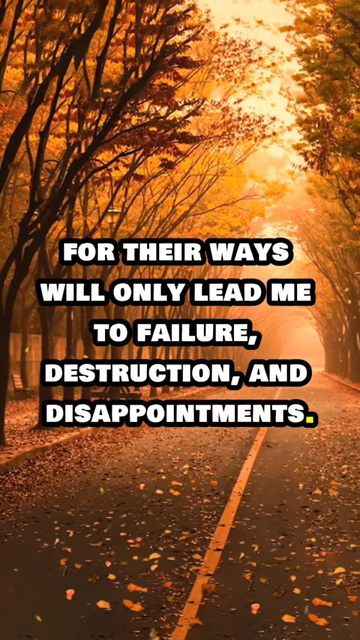 FOR THEIR WAYS
WILL ONLY LEAD ME
TO FAILURE,
DESTRUCTION, AND
DISAPPOINTMENTS.